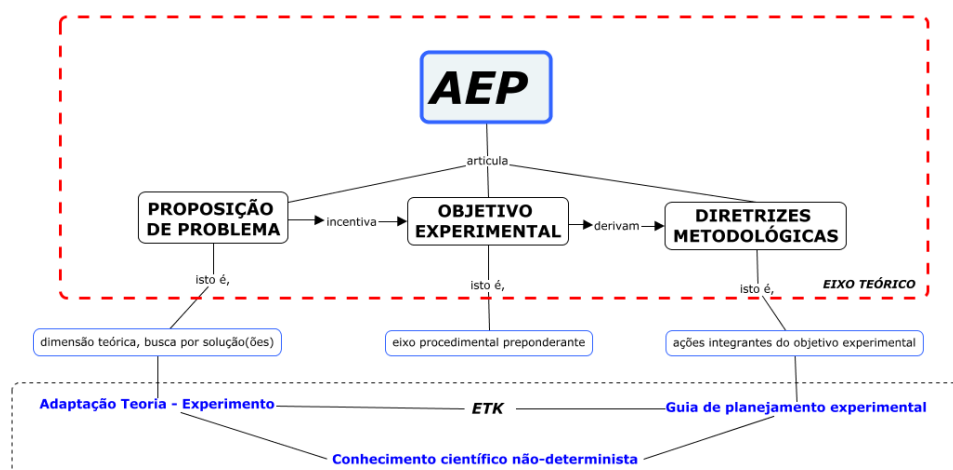 AEP
articula
PROPOSIÇÃO
DE PROBLEMA
incentiva
OBJETIVO
EXPERIMENTAL
derivam
DIRETRIZES
METODOLÓGICAS
isto é,
isto é,
isto é,
EIXO TEÓRICO
dimensão teórica, busca por solução(ões)
eixo procedimental preponderante
ações integrantes do objetivo experimental
Adaptação Teoria - Experimento
ETK
Guia de planejamento experimental
Conhecimento científico não-determinista